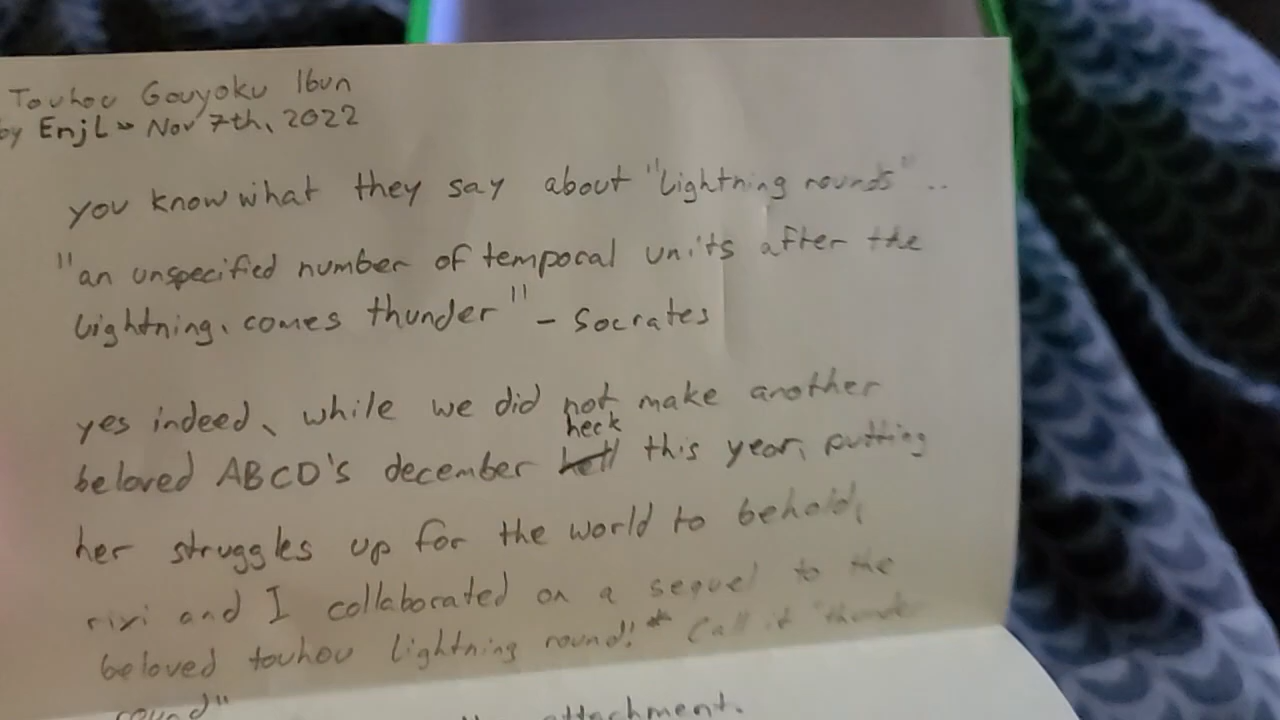 Touhou Gouyoku Ibun
by EnjL >> Nov 7th, 2022
you know what they say about "lightning rounds"..
"an unspecified number of temporal units after the
lightning, comes thunder" - Socrates
yes indeed, while we did not make another
heck
beloved ABCD's december hell this year, putting
her struggles up for the world to behold,
rixi and I collaborated on a sequel to the
beloved touhou lightning round!* Call it "thunder
round"
attachment.